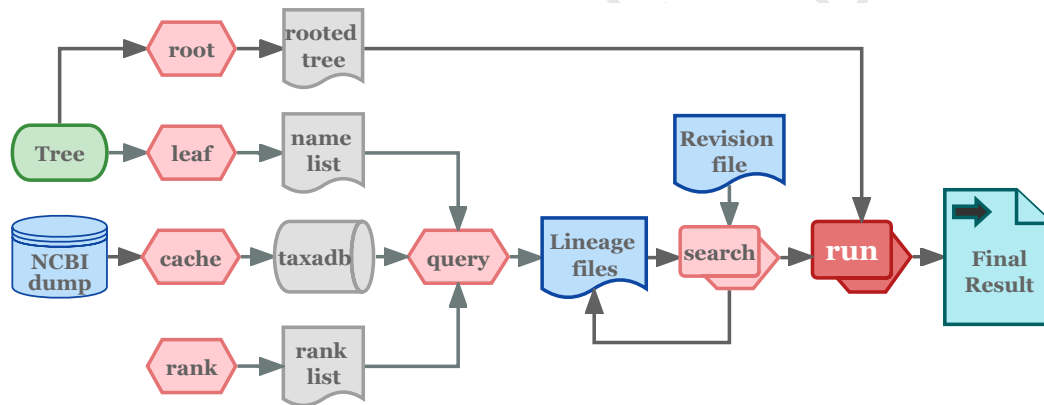 root
rooted
tree
Tree
leaf
name
list
Revision
file
NCBI
dump
cache
taxadb
query
Lineage
files
search
run
Final
Result
rank
rank
list